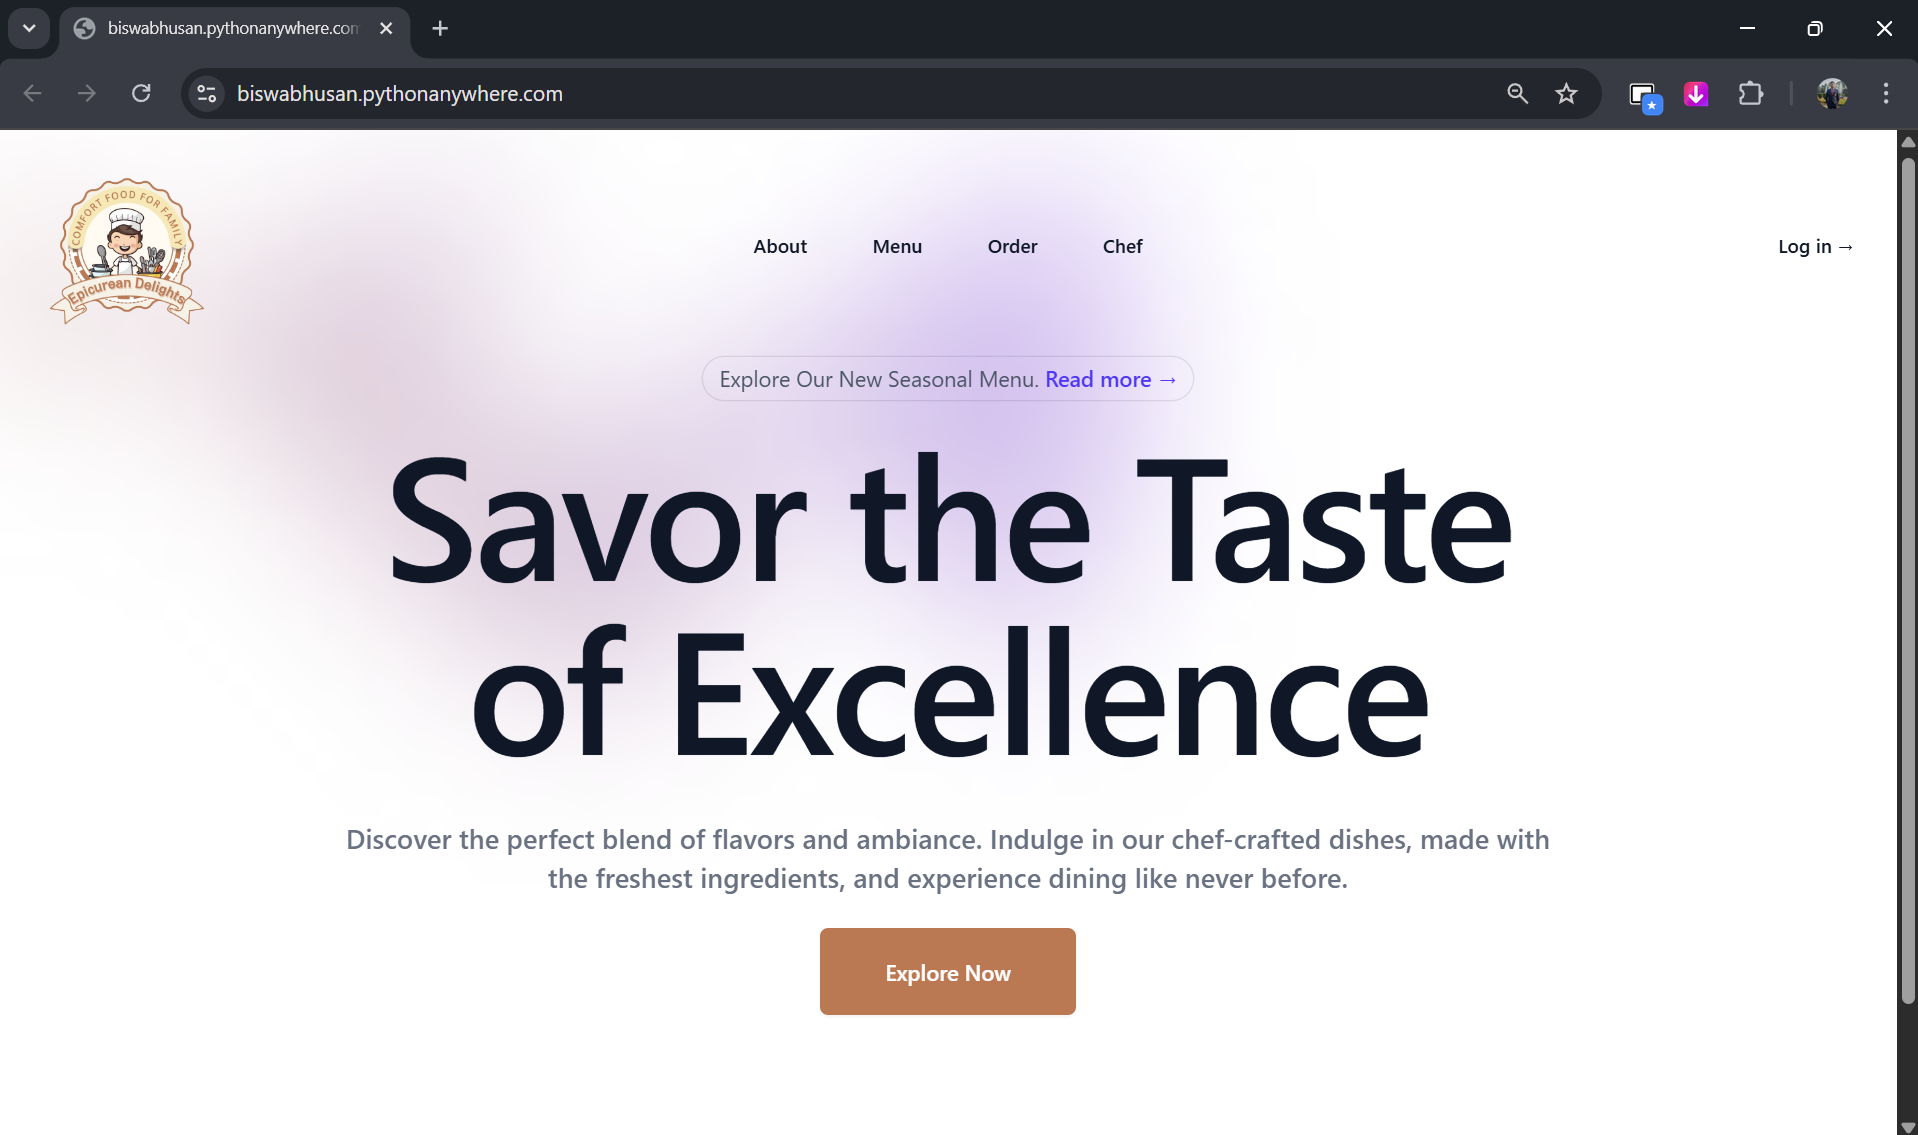 biswabhusan.pythonanywhere.com
biswabhusan.pythonanywhere.com
COMFORT FOOD FOR FAMILY
Epicurean Delights
About Menu Order Chef Log in →
Explore Our New Seasonal Menu. Read more →
Savor the Taste
of Excellence
Discover the perfect blend of flavors and ambiance. Indulge in our chef-crafted dishes, made with
the freshest ingredients, and experience dining like never before.
Explore Now